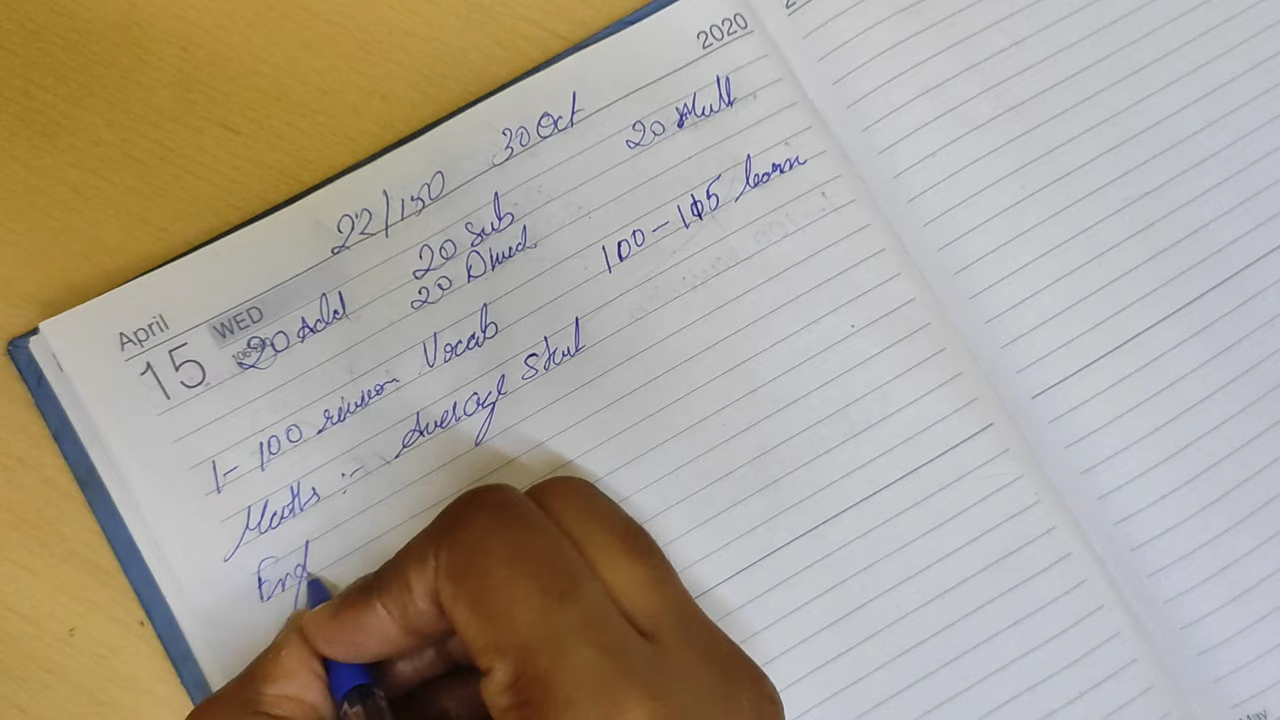 2020
April
15 WED
22/150 30 Oct
20 Add 20 Sub 20 Mult
20 Divid
1-100 revision Vocab 100-105 learn
Maths :- Average
Eng